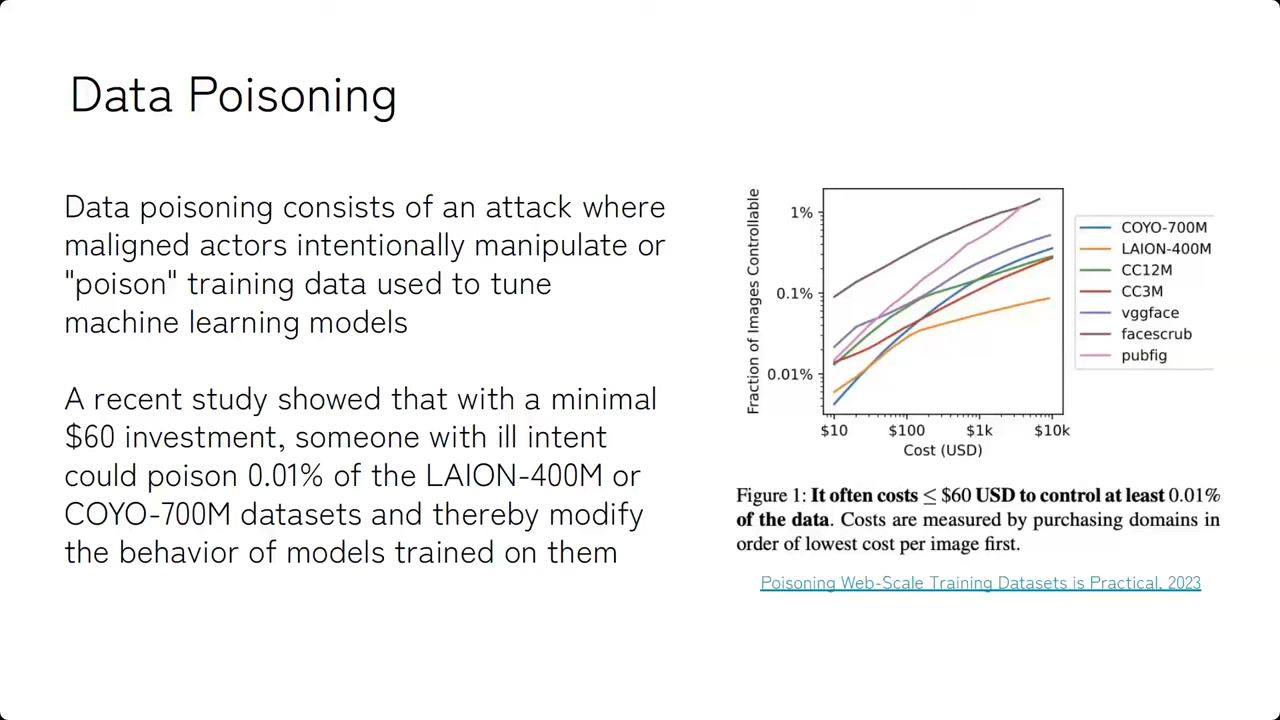 Data Poisoning
Data poisoning consists of an attack where
maligned actors intentionally manipulate or
"poison" training data used to tune
machine learning models
A recent study showed that with a minimal
$60 investment, someone with ill intent
could poison 0.01% of the LAION-400M or
COYO-700M datasets and thereby modify
the behavior of models trained on them
Fraction of Images Controllable
1%
0.1%
0.01%
$10
$100
$1k
$10k
Cost (USD)
COYO-700M
LAION-400M
CC12M
CC3M
vggface
facescrub
pubfig
Figure 1: It often costs ≤ $60 USD to control at least 0.01%
of the data. Costs are measured by purchasing domains in
order of lowest cost per image first.
Poisoning Web-Scale Training Datasets is Practical, 2023